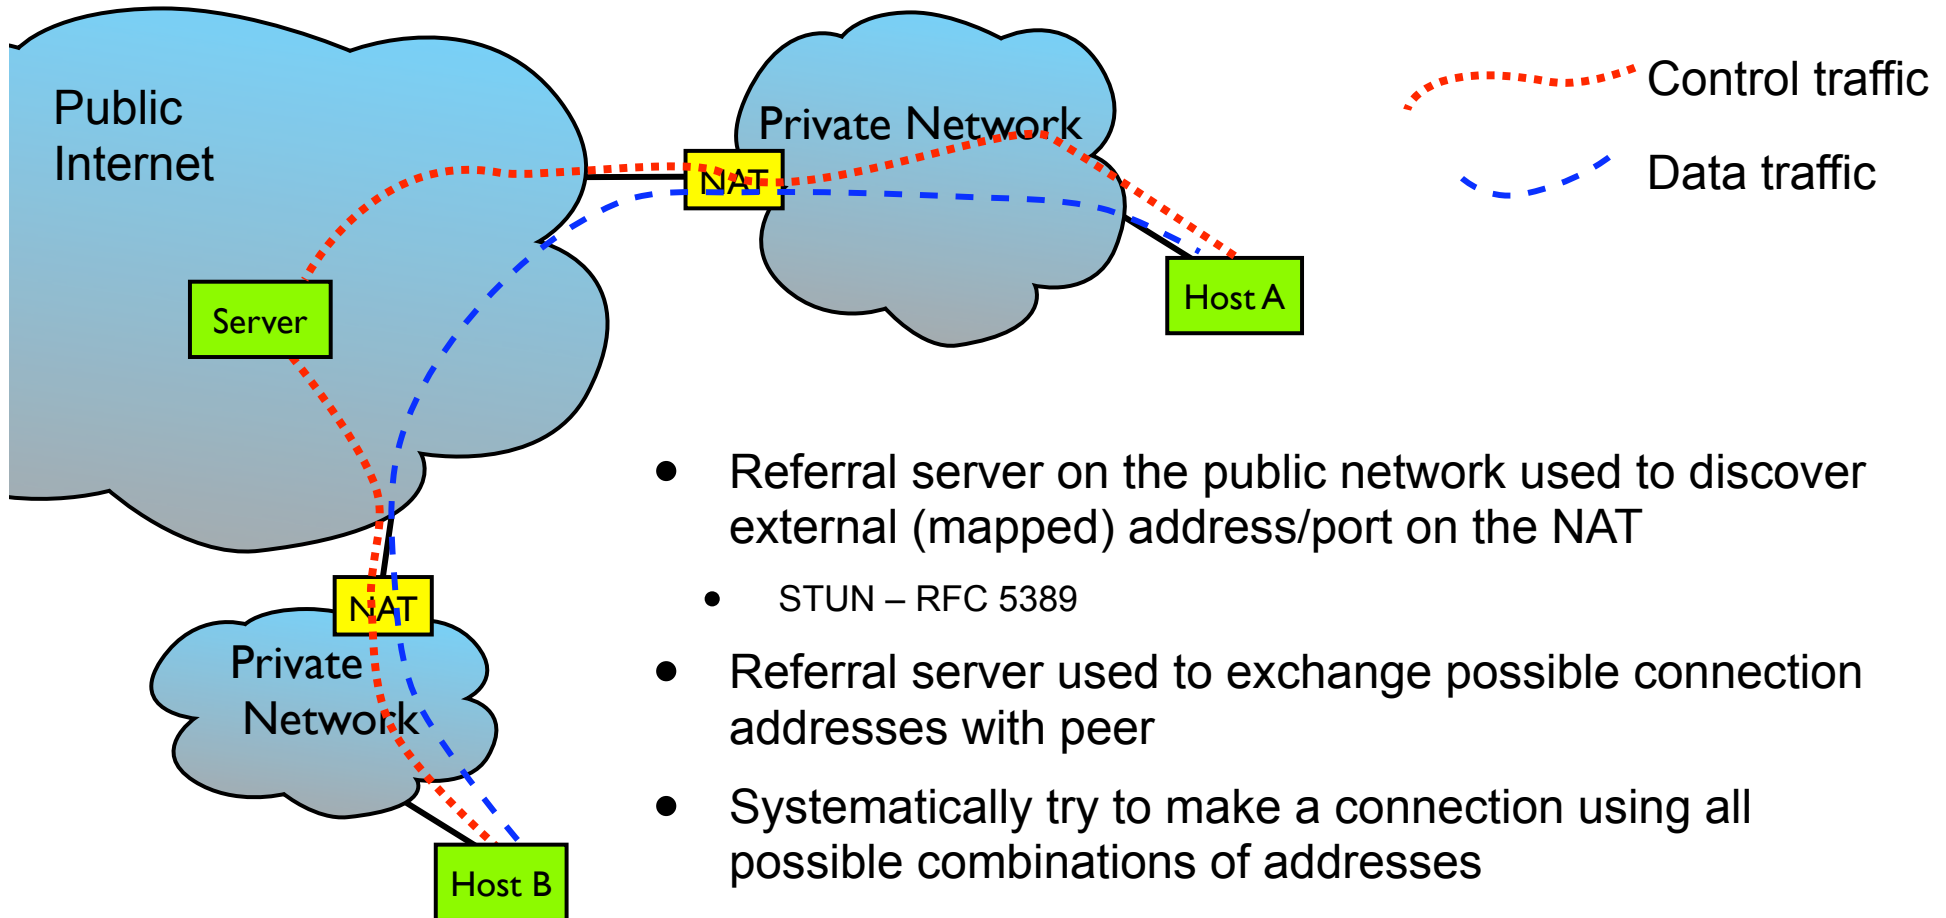 Public
Internet
Private Network
Control traffic
Data traffic
NAT
Server
Host A
NAT
Private
Network
Host B
• Referral server on the public network used to discover
external (mapped) address/port on the NAT
• STUN – RFC 5389
• Referral server used to exchange possible connection
addresses with peer
• Systematically try to make a connection using all
possible combinations of addresses